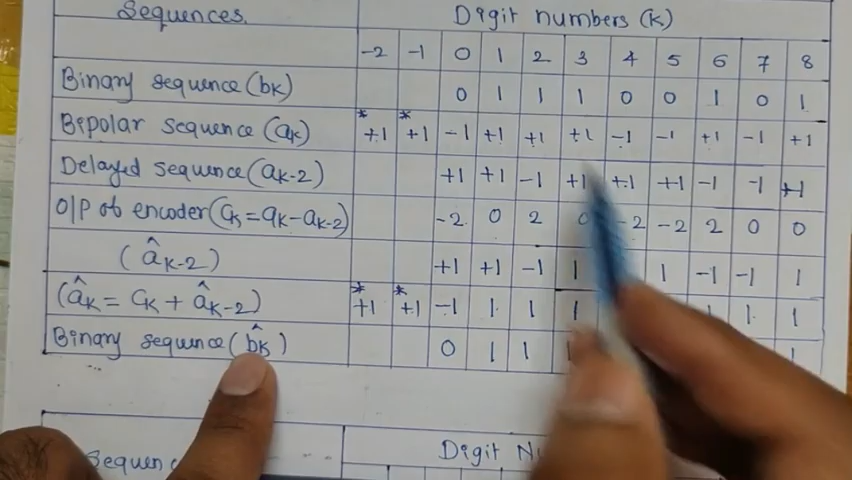 Sequences. Digit numbers (K)
-2 -1 0 1 2 3 4 5 6 7 8
Binary sequence (bK) 0 1 1 1 0 0 1 0 1
Bipolar sequence (aK) *+1 *+1 -1 +1 +1 +1 -1 -1 +1 -1 +1
Delayed sequence (aK-2) +1 +1 -1 +1 +1 +1 -1 -1 +1
O/P of encoder (CK = aK - aK-2) -2 0 2 0 -2 -2 2 0 0
(âK-2) +1 +1 -1 1 1 -1 -1 1
(âK = CK + âK-2) *+1 *+1 -1 1 1 1 1 1. 1
Binary sequence (b̂K) 0 1 1 1
Digit